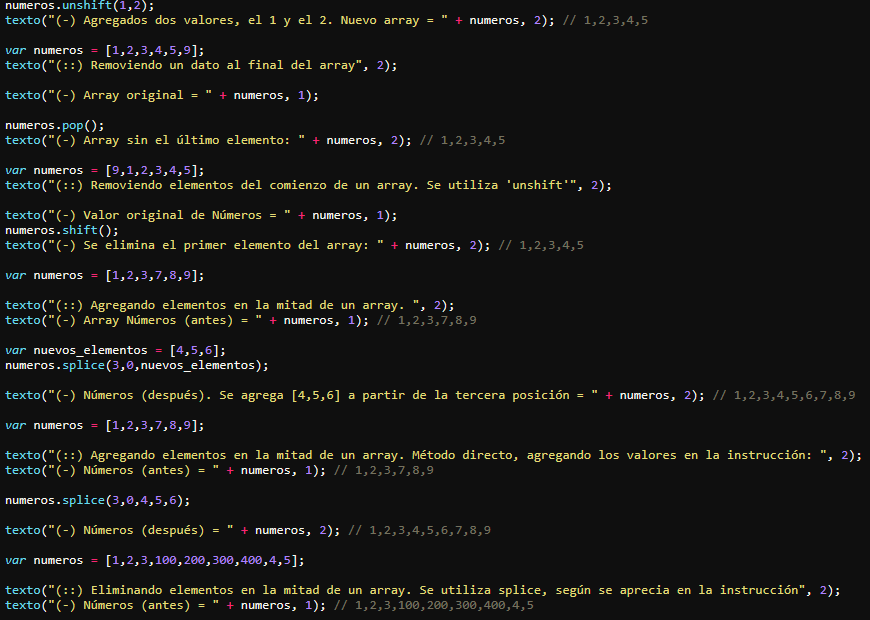 numeros.unshift(1,2);
texto("(-) Agregados dos valores, el 1 y el 2. Nuevo array = " + numeros, 2); // 1,2,3,4,5
var numeros = [1,2,3,4,5,9];
texto("(::) Removiendo un dato al final del array", 2);
texto("(-) Array original = " + numeros, 1);
numeros.pop();
texto("(-) Array sin el último elemento: " + numeros, 2); // 1,2,3,4,5
var numeros = [9,1,2,3,4,5];
texto("(::) Removiendo elementos del comienzo de un array. Se utiliza 'unshift'", 2);
texto("(-) Valor original de Números = " + numeros, 1);
numeros.shift();
texto("(-) Se elimina el primer elemento del array: " + numeros, 2); // 1,2,3,4,5
var numeros = [1,2,3,7,8,9];
texto("(::) Agregando elementos en la mitad de un array. ", 2);
texto("(-) Array Números (antes) = " + numeros, 1); // 1,2,3,7,8,9
var nuevos_elementos = [4,5,6];
numeros.splice(3,0,nuevos_elementos);
texto("(-) Números (después). Se agrega [4,5,6] a partir de la tercera posición = " + numeros, 2); // 1,2,3,4,5,6,7,8,9
var numeros = [1,2,3,7,8,9];
texto("(::) Agregando elementos en la mitad de un array. Método directo, agregando los valores en la instrucción: ", 2);
texto("(-) Números (antes) = " + numeros, 1); // 1,2,3,7,8,9
numeros.splice(3,0,4,5,6);
texto("(-) Números (después) = " + numeros, 2); // 1,2,3,4,5,6,7,8,9
var numeros = [1,2,3,100,200,300,400,4,5];
texto("(::) Eliminando elementos en la mitad de un array. Se utiliza splice, según se aprecia en la instrucción", 2);
texto("(-) Números (antes) = " + numeros, 1); // 1,2,3,100,200,300,400,4,5